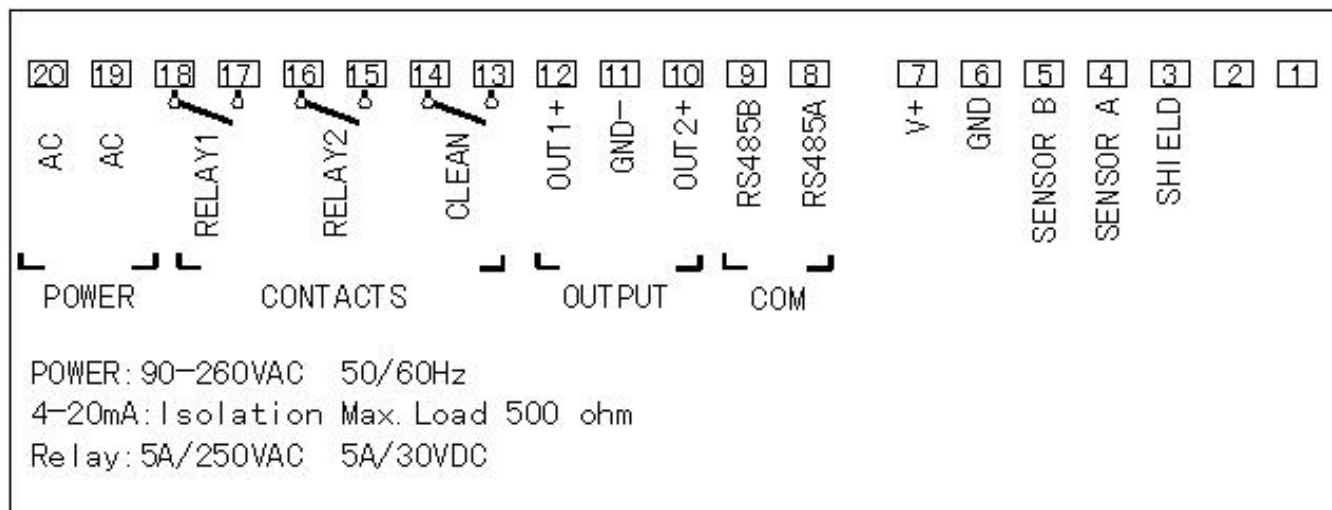 20 19 18 17 16 15 14 13 12 11 10 9 8 7 6 5 4 3 2 1
AC AC RELAY1 RELAY2 CLEAN OUT1+ GND- OUT2+ RS485B RS485A V+ GND SENSOR B SENSOR A SHIELD
POWER CONTACTS OUTPUT COM
POWER:90-260VAC 50/60Hz
4-20mA:Isolation Max.Load 500 ohm
Relay:5A/250VAC 5A/30VDC